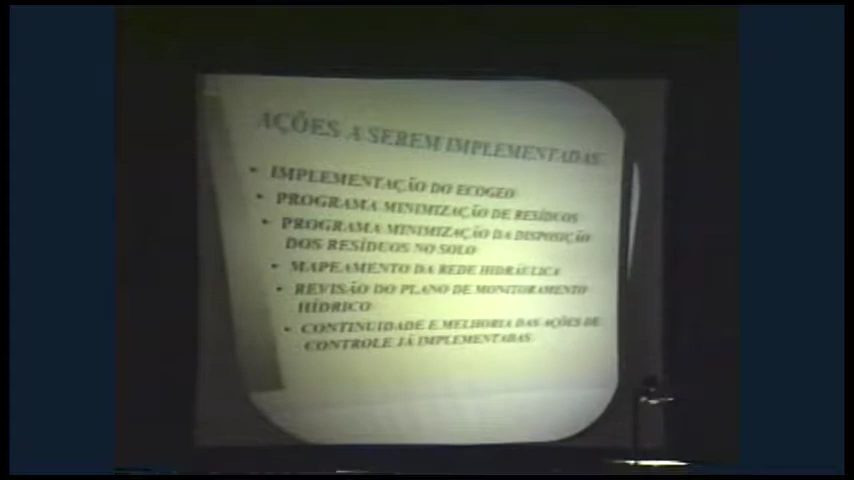 AÇÕES A SEREM IMPLEMENTADAS
• IMPLEMENTAÇÃO DO ECOGEO
• PROGRAMA MINIMIZAÇÃO DE RESÍDUOS
• PROGRAMA MINIMIZAÇÃO DA DISPOSIÇÃO
DOS RESÍDUOS NO SOLO
• MAPEAMENTO DA REDE HIDRÁULICA
• REVISÃO DO PLANO DE MONITORAMENTO
HÍDRICO
• CONTINUIDADE E MELHORIA DAS AÇÕES DE
CONTROLE JÁ IMPLEMENTADAS